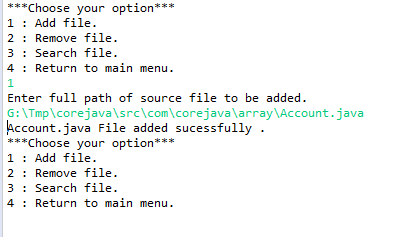 ***Choose your option***
1 : Add file.
2 : Remove file.
3 : Search file.
4 : Return to main menu.
1
Enter full path of source file to be added.
G:\Tmp\corejava\src\com\corejava\array\Account.java
Account.java File added sucessfully .
***Choose your option***
1 : Add file.
2 : Remove file.
3 : Search file.
4 : Return to main menu.